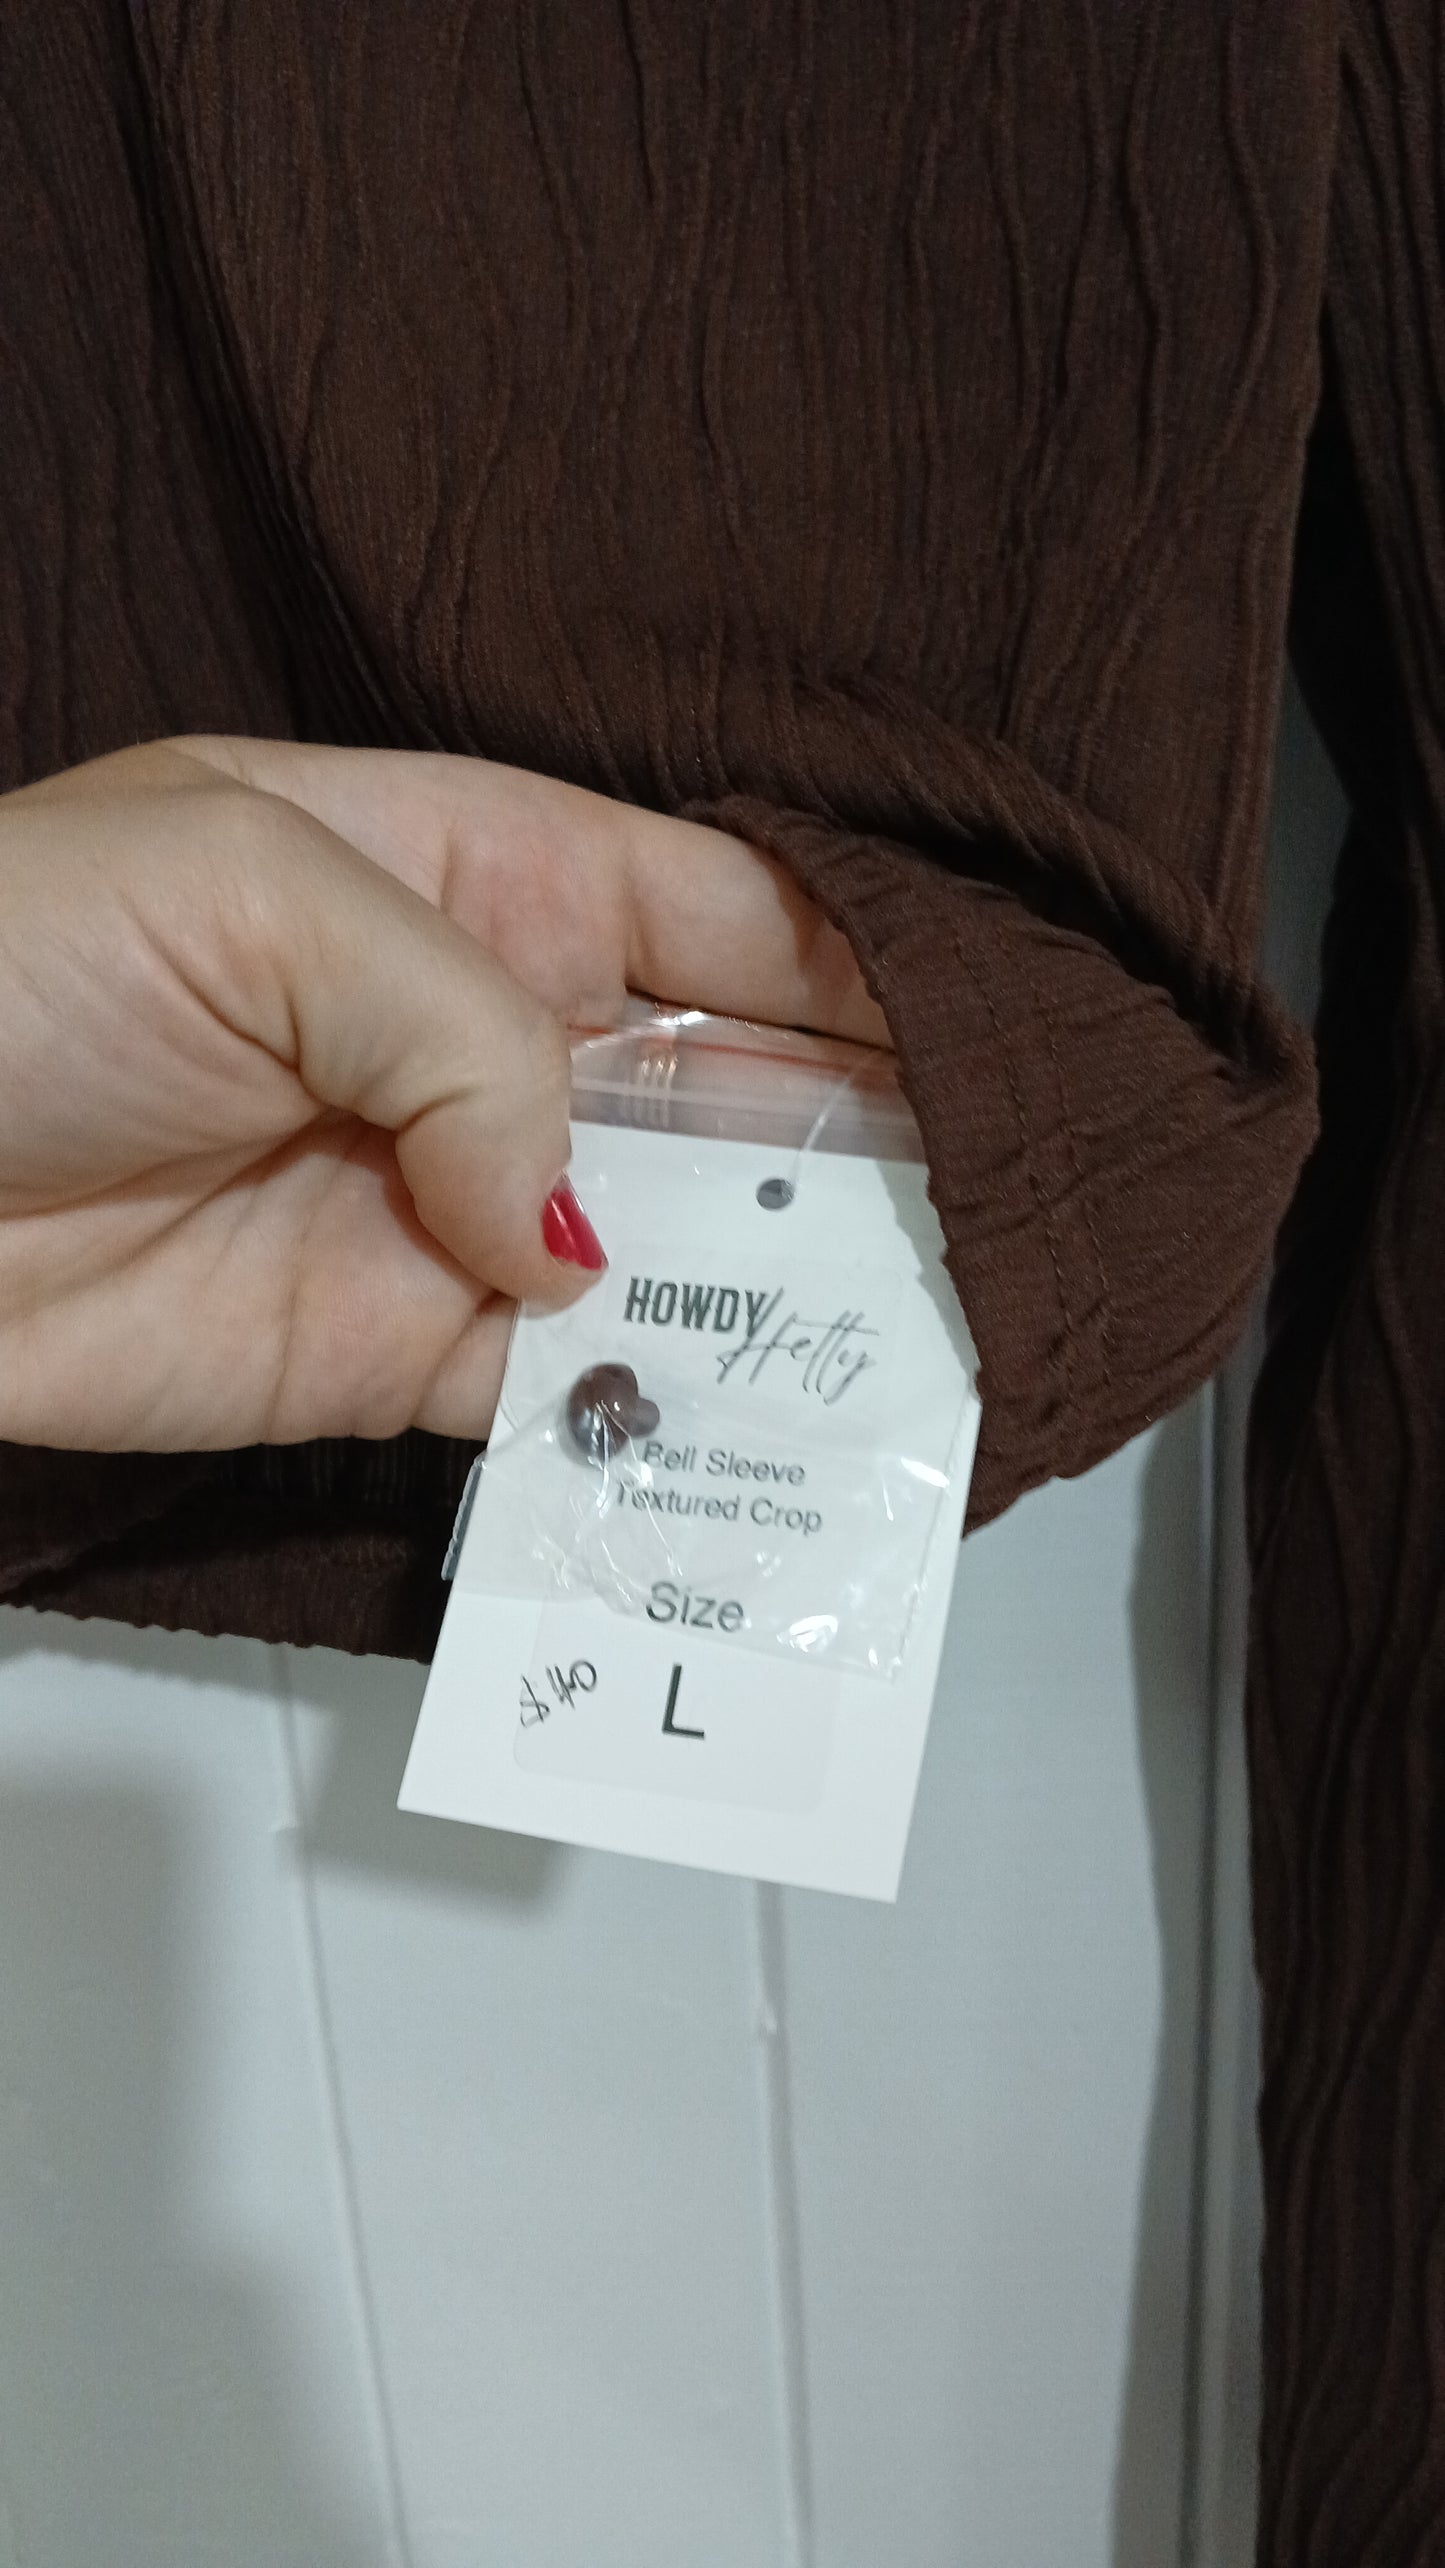 HOWDY
Hetty
Bell Sleeve
Textured Crop
Size
$40
L